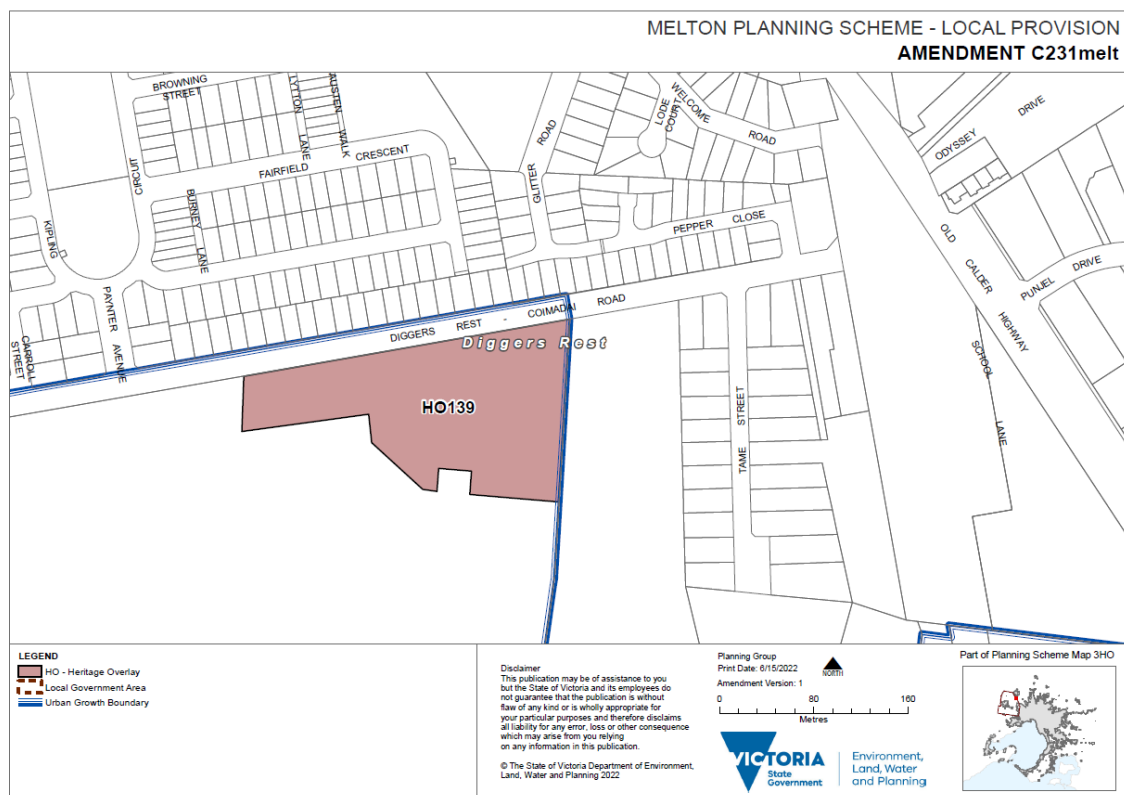 MELTON PLANNING SCHEME - LOCAL PROVISION
AMENDMENT C231melt
BROWNING
STREET
LYTTON
LANE
AUSTEN
WALK
FAIRFIELD
CRESCENT
CIRCUIT
KIPLING
BURNEY
LANE
PAYNTER
AVENUE
CARROLL
STREET
GLITTER
ROAD
LODE
COURT
WELCOME
ROAD
PEPPER
CLOSE
ODYSSEY
DRIVE
OLD
CALDER
HIGHWAY
PUNJEL
DRIVE
SCHOOL
LANE
DIGGERS
REST
-
COIMADAI
ROAD
Diggers Rest
HO139
TAME
STREET
LEGEND
HO - Heritage Overlay
Local Government Area
Urban Growth Boundary
Disclaimer
This publication may be of assistance to you
but the State of Victoria and its employees do
not guarantee that the publication is without
flaw of any kind or is wholly appropriate for
your particular purposes and therefore disclaims
all liability for any error, loss or other consequence
which may arise from you relying
on any information in this publication.
© The State of Victoria Department of Environment,
Land, Water and Planning 2022
Planning Group
Print Date: 6/15/2022
Amendment Version: 1
NORTH
0 80 160
Metres
VICTORIA
State
Government
Environment,
Land, Water
and Planning
Part of Planning Scheme Map 3HO